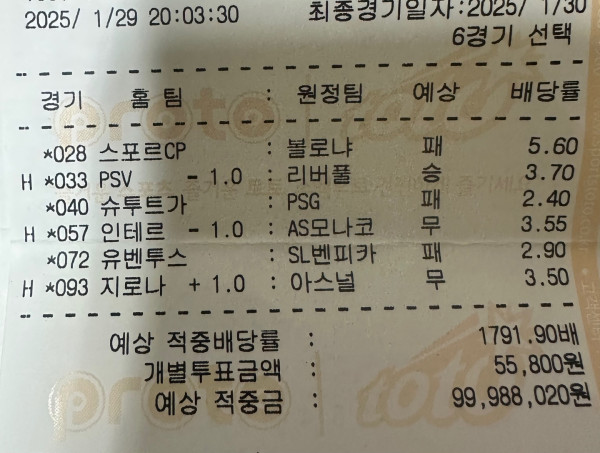 2025/ 1/29 20:03:30 최종경기일자:2025/ 1/30
6경기 선택
경기 홈 팀 : 원정팀 예상 배당률
*028 스포르CP : 볼로냐 패 5.60
H *033 PSV - 1.0 : 리버풀 승 3.70
*040 슈투트가 : PSG 패 2.40
H *057 인테르 - 1.0 : AS모나코 무 3.55
*072 유벤투스 : SL벤피카 패 2.90
H *093 지로나 + 1.0 : 아스널 무 3.50
예상 적중배당률 : 1791.90배
개별투표금액 : 55,800원
예상 적중금 : 99,988,020원
proto toto